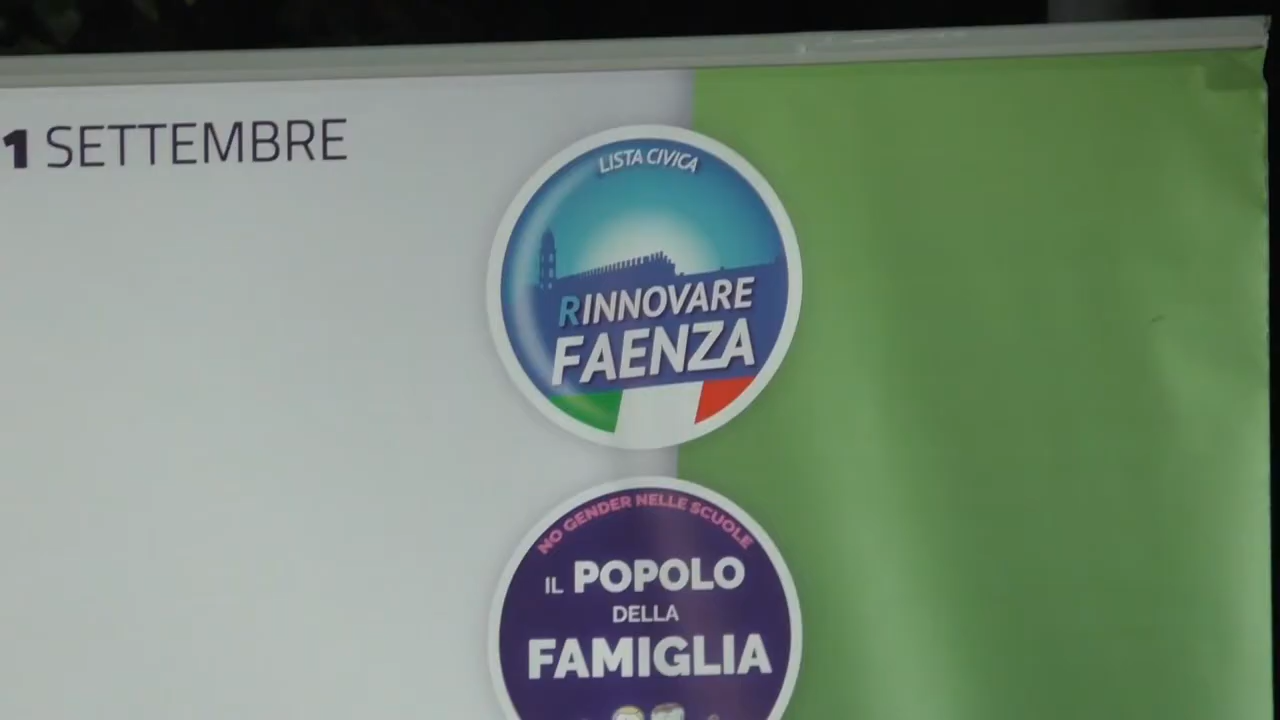 1 SETTEMBRE
LISTA CIVICA
RINNOVARE
FAENZA
NO GENDER NELLE SCUOLE
IL POPOLO
DELLA
FAMIGLIA